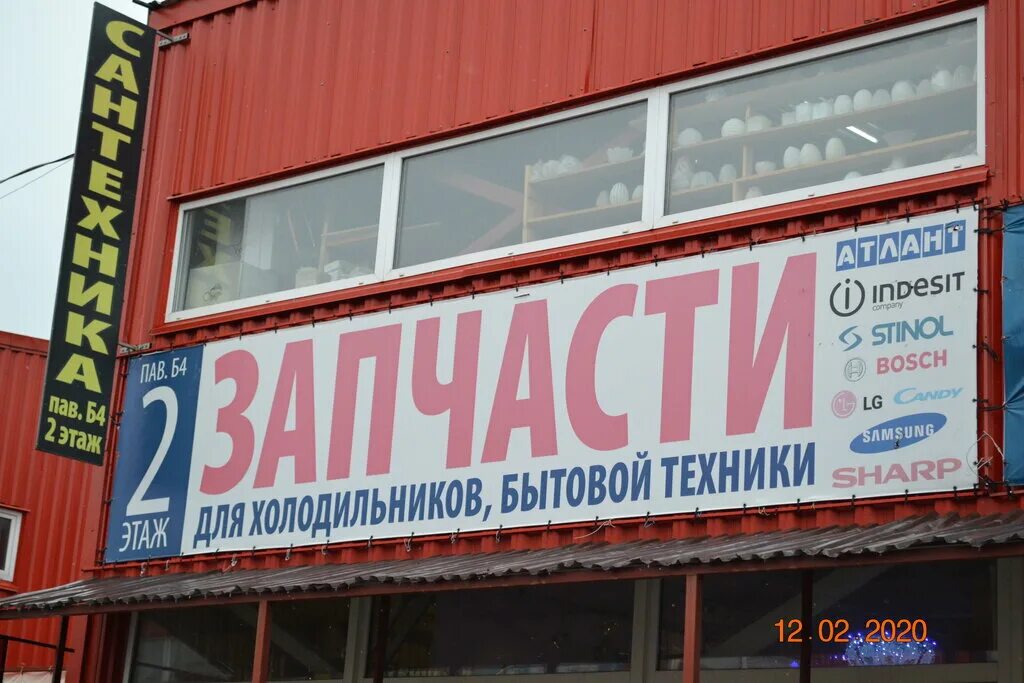 САНТЕХНИКА
пав. Б4
2 этаж
ПАВ. Б4
2
ЭТАЖ
ЗАПЧАСТИ
ДЛЯ ХОЛОДИЛЬНИКОВ, БЫТОВОЙ ТЕХНИКИ
АТЛАНТ
indesit
company
STINOL
BOSCH
LG CANDY
SAMSUNG
SHARP
12 02 2020